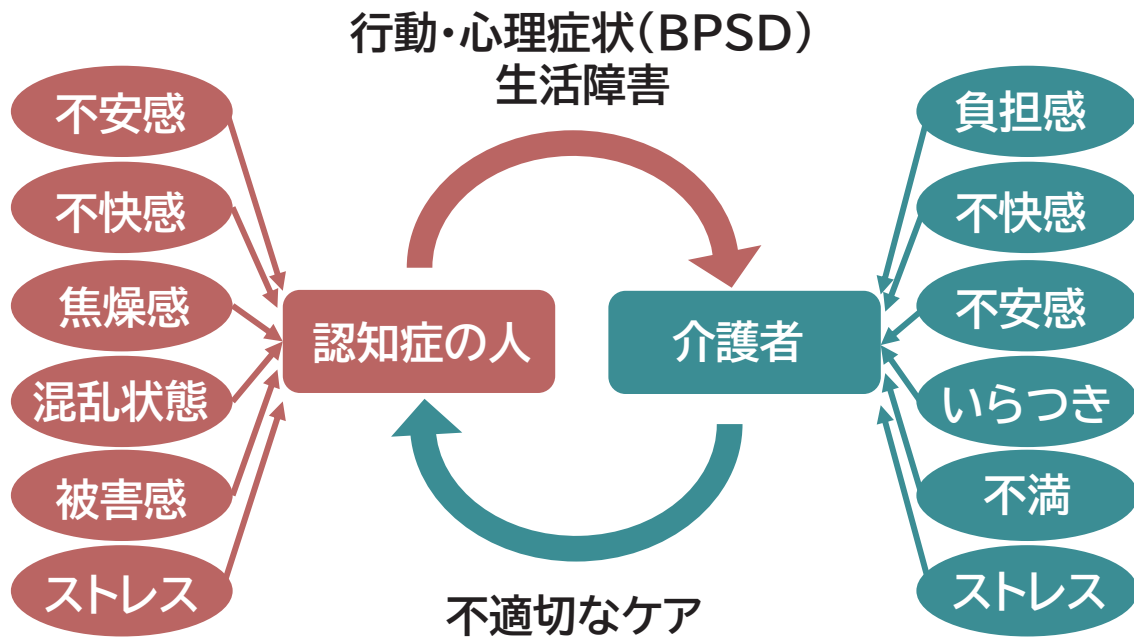 行動・心理症状(BPSD)
生活障害
不安感
不快感
焦燥感
混乱状態
被害感
ストレス
認知症の人
介護者
負担感
不快感
不安感
いらつき
不満
ストレス
不適切なケア